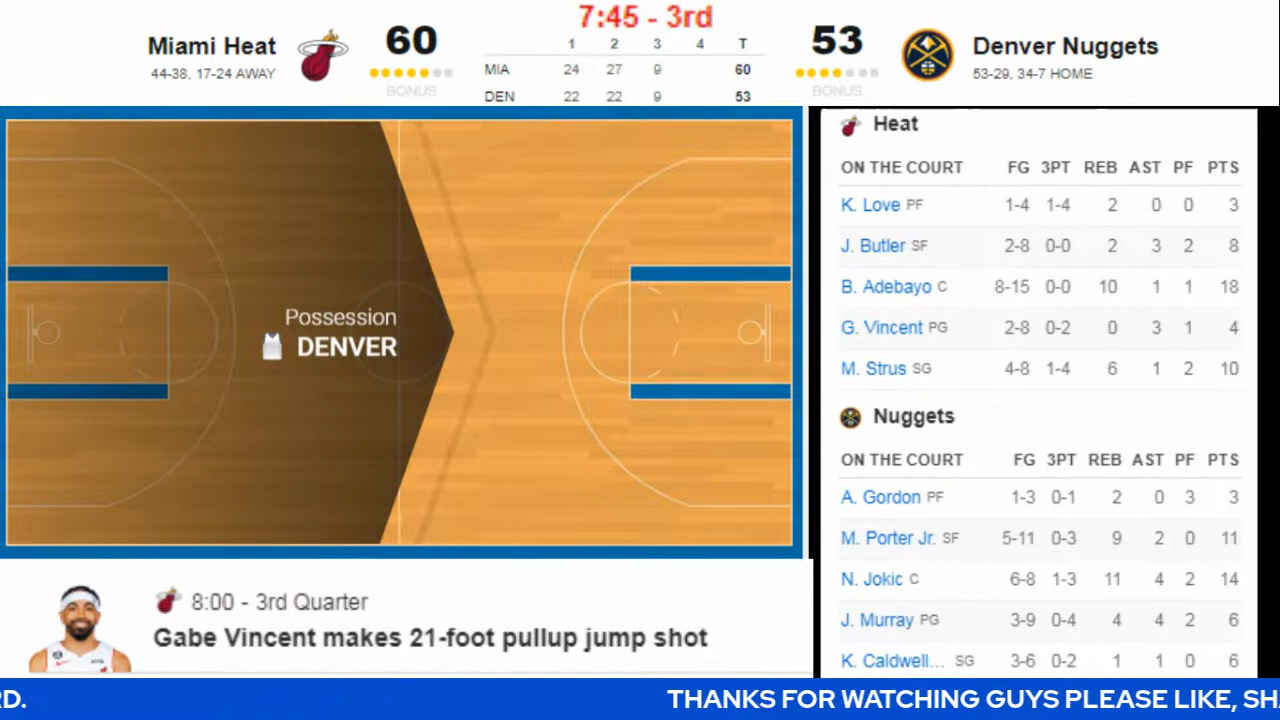 7:45 - 3rd
Miami Heat
44-38, 17-24 AWAY
60
BONUS
1 2 3 4 T
MIA 24 27 9 60
DEN 22 22 9 53
53
BONUS
Denver Nuggets
53-29, 34-7 HOME
Possession
DENVER
8:00 - 3rd Quarter
Gabe Vincent makes 21-foot pullup jump shot
Heat
ON THE COURT FG 3PT REB AST PF PTS
K. Love PF 1-4 1-4 2 0 0 3
J. Butler SF 2-8 0-0 2 3 2 8
B. Adebayo C 8-15 0-0 10 1 1 18
G. Vincent PG 2-8 0-2 0 3 1 4
M. Strus SG 4-8 1-4 6 1 2 10
Nuggets
ON THE COURT FG 3PT REB AST PF PTS
A. Gordon PF 1-3 0-1 2 0 3 3
M. Porter Jr. SF 5-11 0-3 9 2 0 11
N. Jokic C 6-8 1-3 11 4 2 14
J. Murray PG 3-9 0-4 4 4 2 6
K. Caldwell... SG 3-6 0-2 1 1 0 6
RD. THANKS FOR WATCHING GUYS PLEASE LIKE, SH